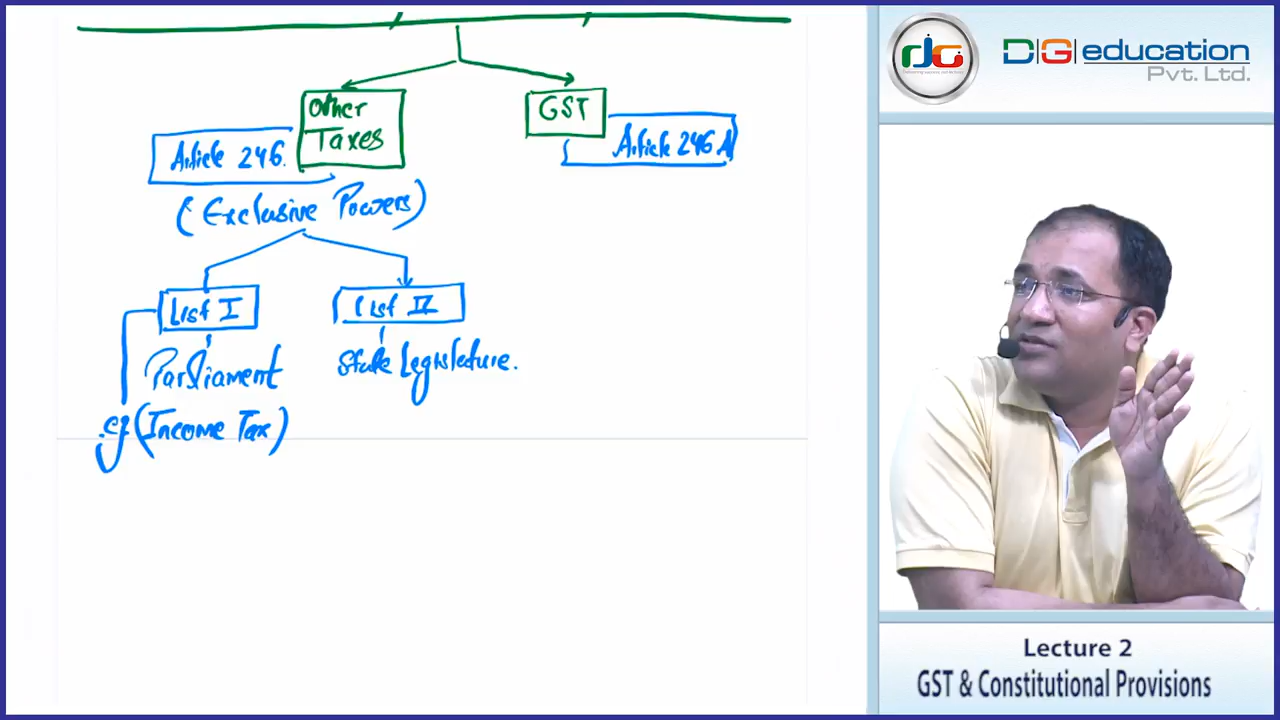 Other
Taxes
GST
Article 246.
Article 246 A
(Exclusive Powers)
List I
List II
Parliament
State Legislature.
eg (Income Tax)
DG education
Pvt. Ltd.
Lecture 2
GST & Constitutional Provisions